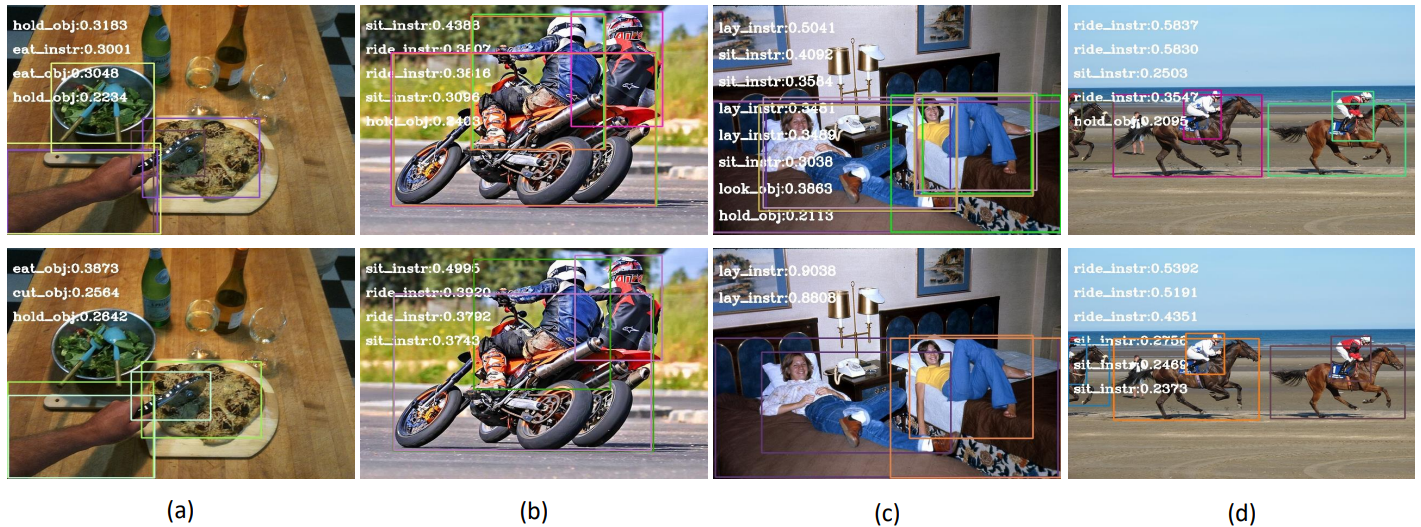 hold_obj:0.3183
eat_instr:0.3001
eat_obj:0.3048
hold_obj:0.2234
sit_instr:0.4388
ride_instr:0.3807
ride_instr:0.3816
sit_instr:0.3096
hold_obj:0.2403
lay_instr:0.5041
sit_instr:0.4092
sit_instr:0.3584
lay_instr:0.3481
lay_instr:0.3489
sit_instr:0.3038
look_obj:0.3863
hold_obj:0.2113
ride_instr:0.5837
ride_instr:0.5830
sit_instr:0.2503
ride_instr:0.3547
hold_obj:0.2095
eat_obj:0.3873
cut_obj:0.2564
hold_obj:0.2642
sit_instr:0.4995
ride_instr:0.3920
ride_instr:0.3792
sit_instr:0.3743
lay_instr:0.9038
lay_instr:0.8808
ride_instr:0.5392
ride_instr:0.5191
ride_instr:0.4351
sit_instr:0.2756
sit_instr:0.2469
sit_instr:0.2373
(a)
(b)
(c)
(d)